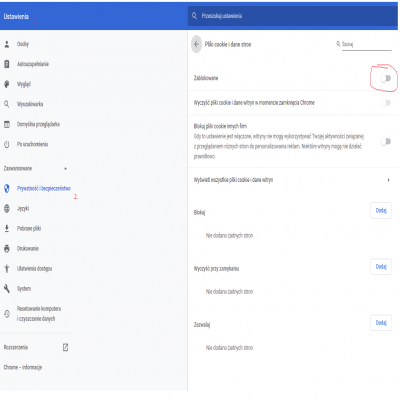 Ustawienia
Przeszukaj ustawienia
Osoby
Autouzupełnianie
Wygląd
Wyszukiwarka
Domyślna przeglądarka
Po uruchomieniu
Zaawansowane
Prywatność i bezpieczeństwo
2.
Języki
Pobrane pliki
Drukowanie
Ułatwienia dostępu
System
Resetowanie komputera
i czyszczenie danych
Rozszerzenia
Chrome – informacje
Pliki cookie i dane stron
Szukaj
Zablokowane
Wyczyść pliki cookie i dane witryn w momencie zamknięcia Chrome
Blokuj pliki cookie innych firm
Gdy to ustawienie jest włączone, witryny nie mogą wykorzystywać Twojej aktywności związanej
z przeglądaniem różnych stron do personalizowania reklam. Niektóre witryny mogą nie działać
prawidłowo.
Wyświetl wszystkie pliki cookie i dane witryn
Blokuj
Dodaj
Nie dodano żadnych stron
Wyczyść przy zamykaniu
Dodaj
Nie dodano żadnych stron
Zezwalaj
Dodaj
Nie dodano żadnych stron